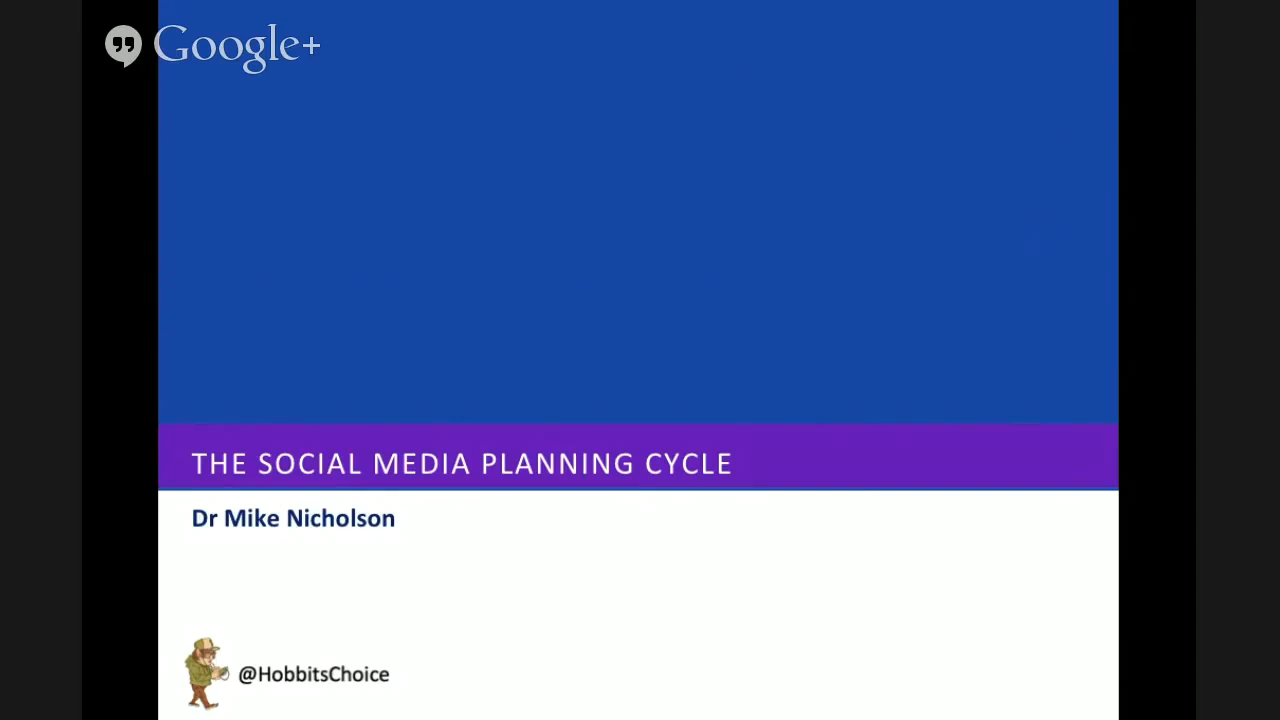 Google+
THE SOCIAL MEDIA PLANNING CYCLE
Dr Mike Nicholson
@HobbitsChoice